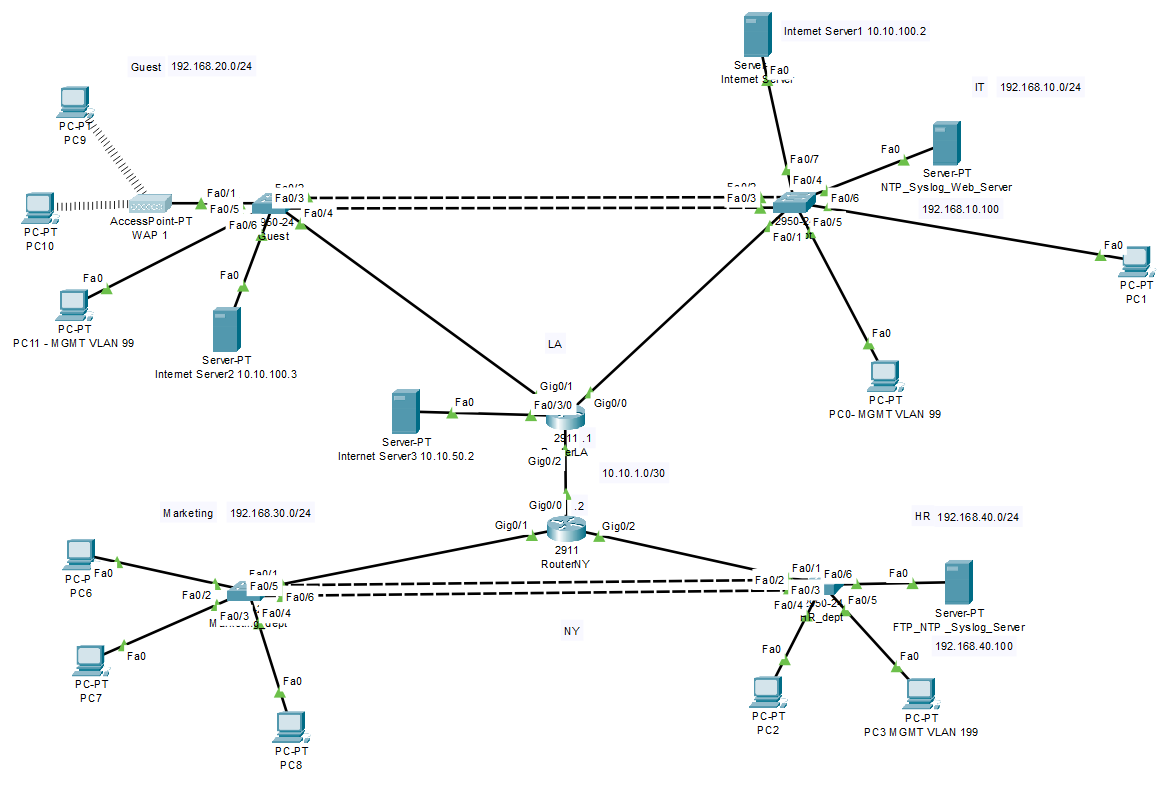 Internet Server1 10.10.100.2
Guest 192.168.20.0/24
Fa0
Internet Server
IT 192.168.10.0/24
PC-PT
PC9
Fa0/7
Fa0
Server-PT
NTP_Syslog_Web_Server
192.168.10.100
Fa0/4
Fa0/6
Fa0/3
Fa0/5
Fa0/1
Fa0/1
Fa0/5
Fa0/3
Fa0/4
Fa0/6
AccessPoint-PT
WAP 1
Guest
PC-PT
PC10
Fa0
PC-PT
PC1
Fa0
PC-PT
PC11 - MGMT VLAN 99
Fa0
Server-PT
Internet Server2 10.10.100.3
Fa0
PC-PT
PC0- MGMT VLAN 99
LA
Gig0/1
Gig0/0
Fa0/3/0
Fa0
Server-PT
Internet Server3 10.10.50.2
2911 .1
Gig0/2
10.10.1.0/30
Gig0/0 .2
Gig0/1
Gig0/2
2911
RouterNY
Marketing 192.168.30.0/24
HR 192.168.40.0/24
Fa0
PC6
Fa0/1
Fa0/5
Fa0/2
Fa0/6
Fa0/3
Fa0/4
Marketing_dept
Fa0
PC-PT
PC7
Fa0
PC-PT
PC8
NY
Fa0/1
Fa0/2
Fa0/6
Fa0/3
Fa0/4
Fa0/5
HR_dept
Fa0
Server-PT
FTP_NTP _Syslog_Server
192.168.40.100
Fa0
PC-PT
PC2
Fa0
PC-PT
PC3 MGMT VLAN 199